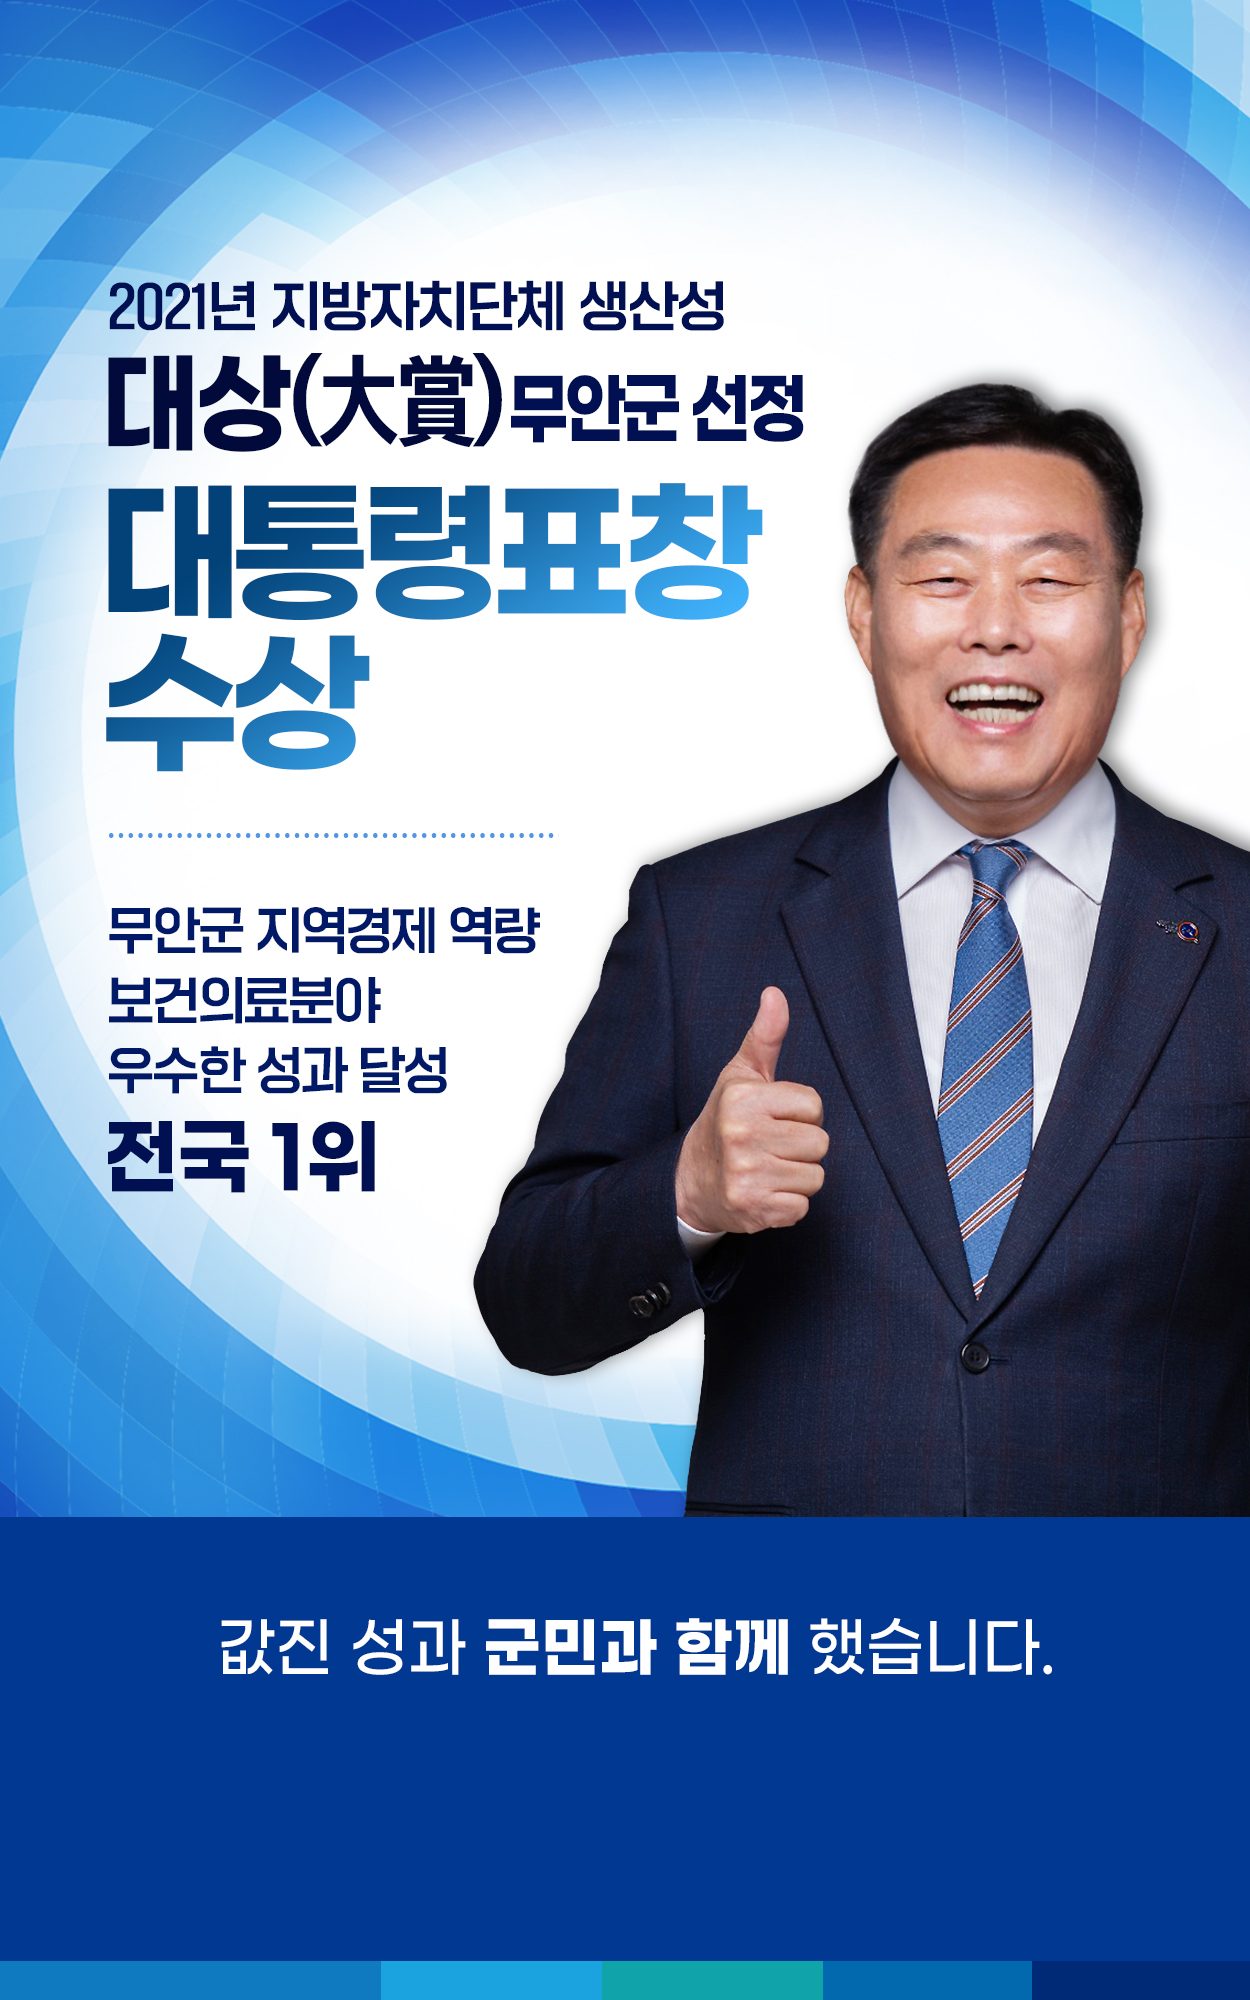 2021년 지방자치단체 생산성
대상(大賞)무안군 선정
대통령표창
수상
무안군 지역경제 역량
보건의료분야
우수한 성과 달성
전국 1위
값진 성과 군민과 함께 했습니다.